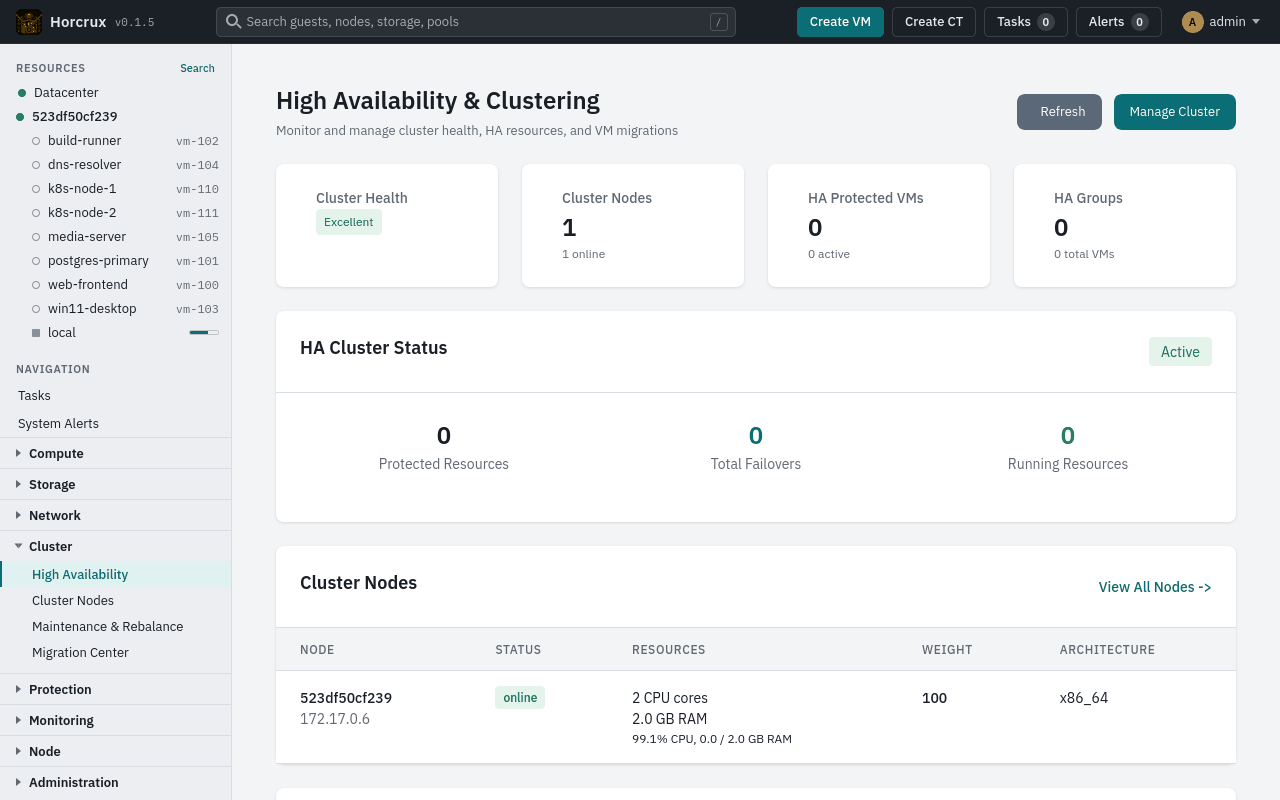 Horcrux v0.1.5
Search guests, nodes, storage, pools /
Create VM
Create CT
Tasks 0
Alerts 0
A admin
RESOURCES Search
Datacenter
523df50cf239
build-runner vm-102
dns-resolver vm-104
k8s-node-1 vm-110
k8s-node-2 vm-111
media-server vm-105
postgres-primary vm-101
web-frontend vm-100
win11-desktop vm-103
local
NAVIGATION
Tasks
System Alerts
Compute
Storage
Network
Cluster
High Availability
Cluster Nodes
Maintenance & Rebalance
Migration Center
Protection
Monitoring
Node
Administration
High Availability & Clustering
Monitor and manage cluster health, HA resources, and VM migrations
Refresh
Manage Cluster
Cluster Health
Excellent
Cluster Nodes
1
1 online
HA Protected VMs
0
0 active
HA Groups
0
0 total VMs
HA Cluster Status
Active
0
Protected Resources
0
Total Failovers
0
Running Resources
Cluster Nodes
View All Nodes ->
NODE STATUS RESOURCES WEIGHT ARCHITECTURE
523df50cf239 online 2 CPU cores 100 x86_64
172.17.0.6 2.0 GB RAM
99.1% CPU, 0.0 / 2.0 GB RAM